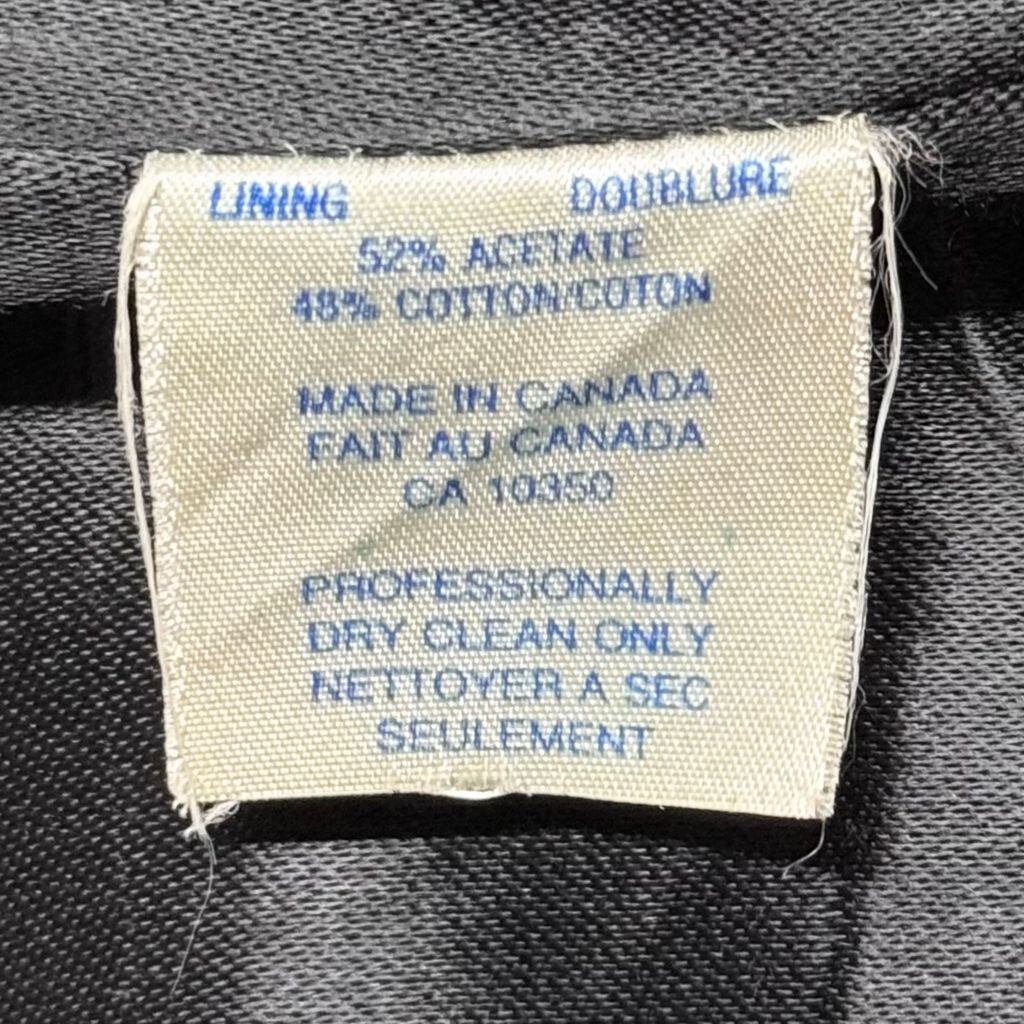 LINING DOUBLURE
52% ACETATE
48% COTTON/COTON
MADE IN CANADA
FAIT AU CANADA
CA 10350
PROFESSIONALLY
DRY CLEAN ONLY
NETTOYER A SEC
SEULEMENT